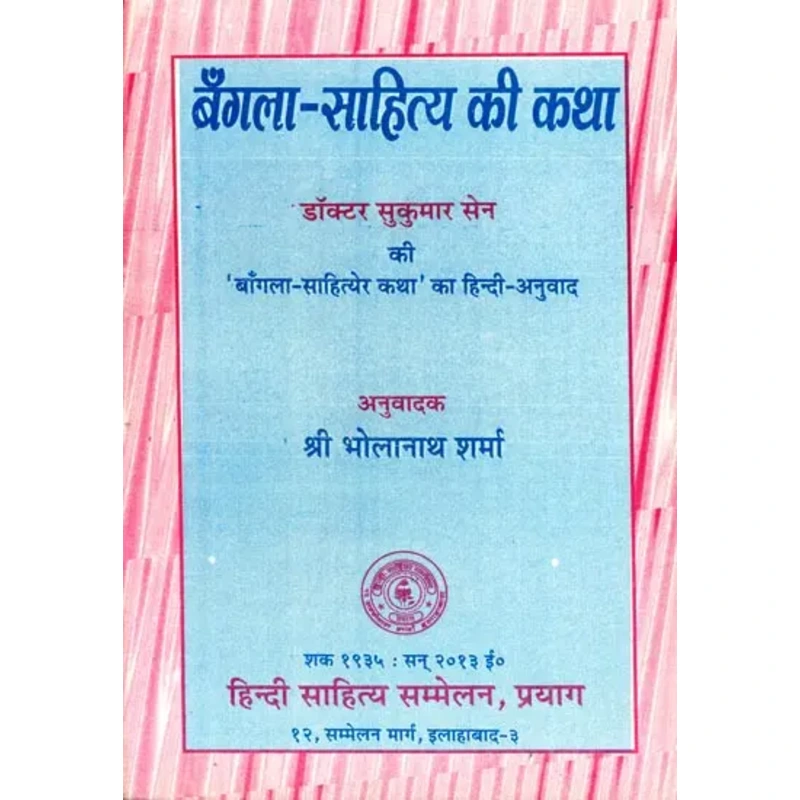 बँगला-साहित्य की कथा
डॉक्टर सुकुमार सेन
की
'बाँगला-साहित्येर कथा' का हिन्दी-अनुवाद
अनुवादक
श्री भोलानाथ शर्मा
शक १९३५ : सन् २०१३ ई०
हिन्दी साहित्य सम्मेलन, प्रयाग
१२, सम्मेलन मार्ग, इलाहाबाद-३